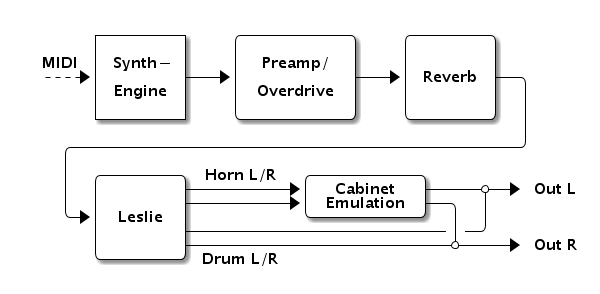 MIDI
Synth–
Engine
Preamp/
Overdrive
Reverb
Horn L/R
Cabinet
Emulation
Out L
Leslie
Out R
Drum L/R